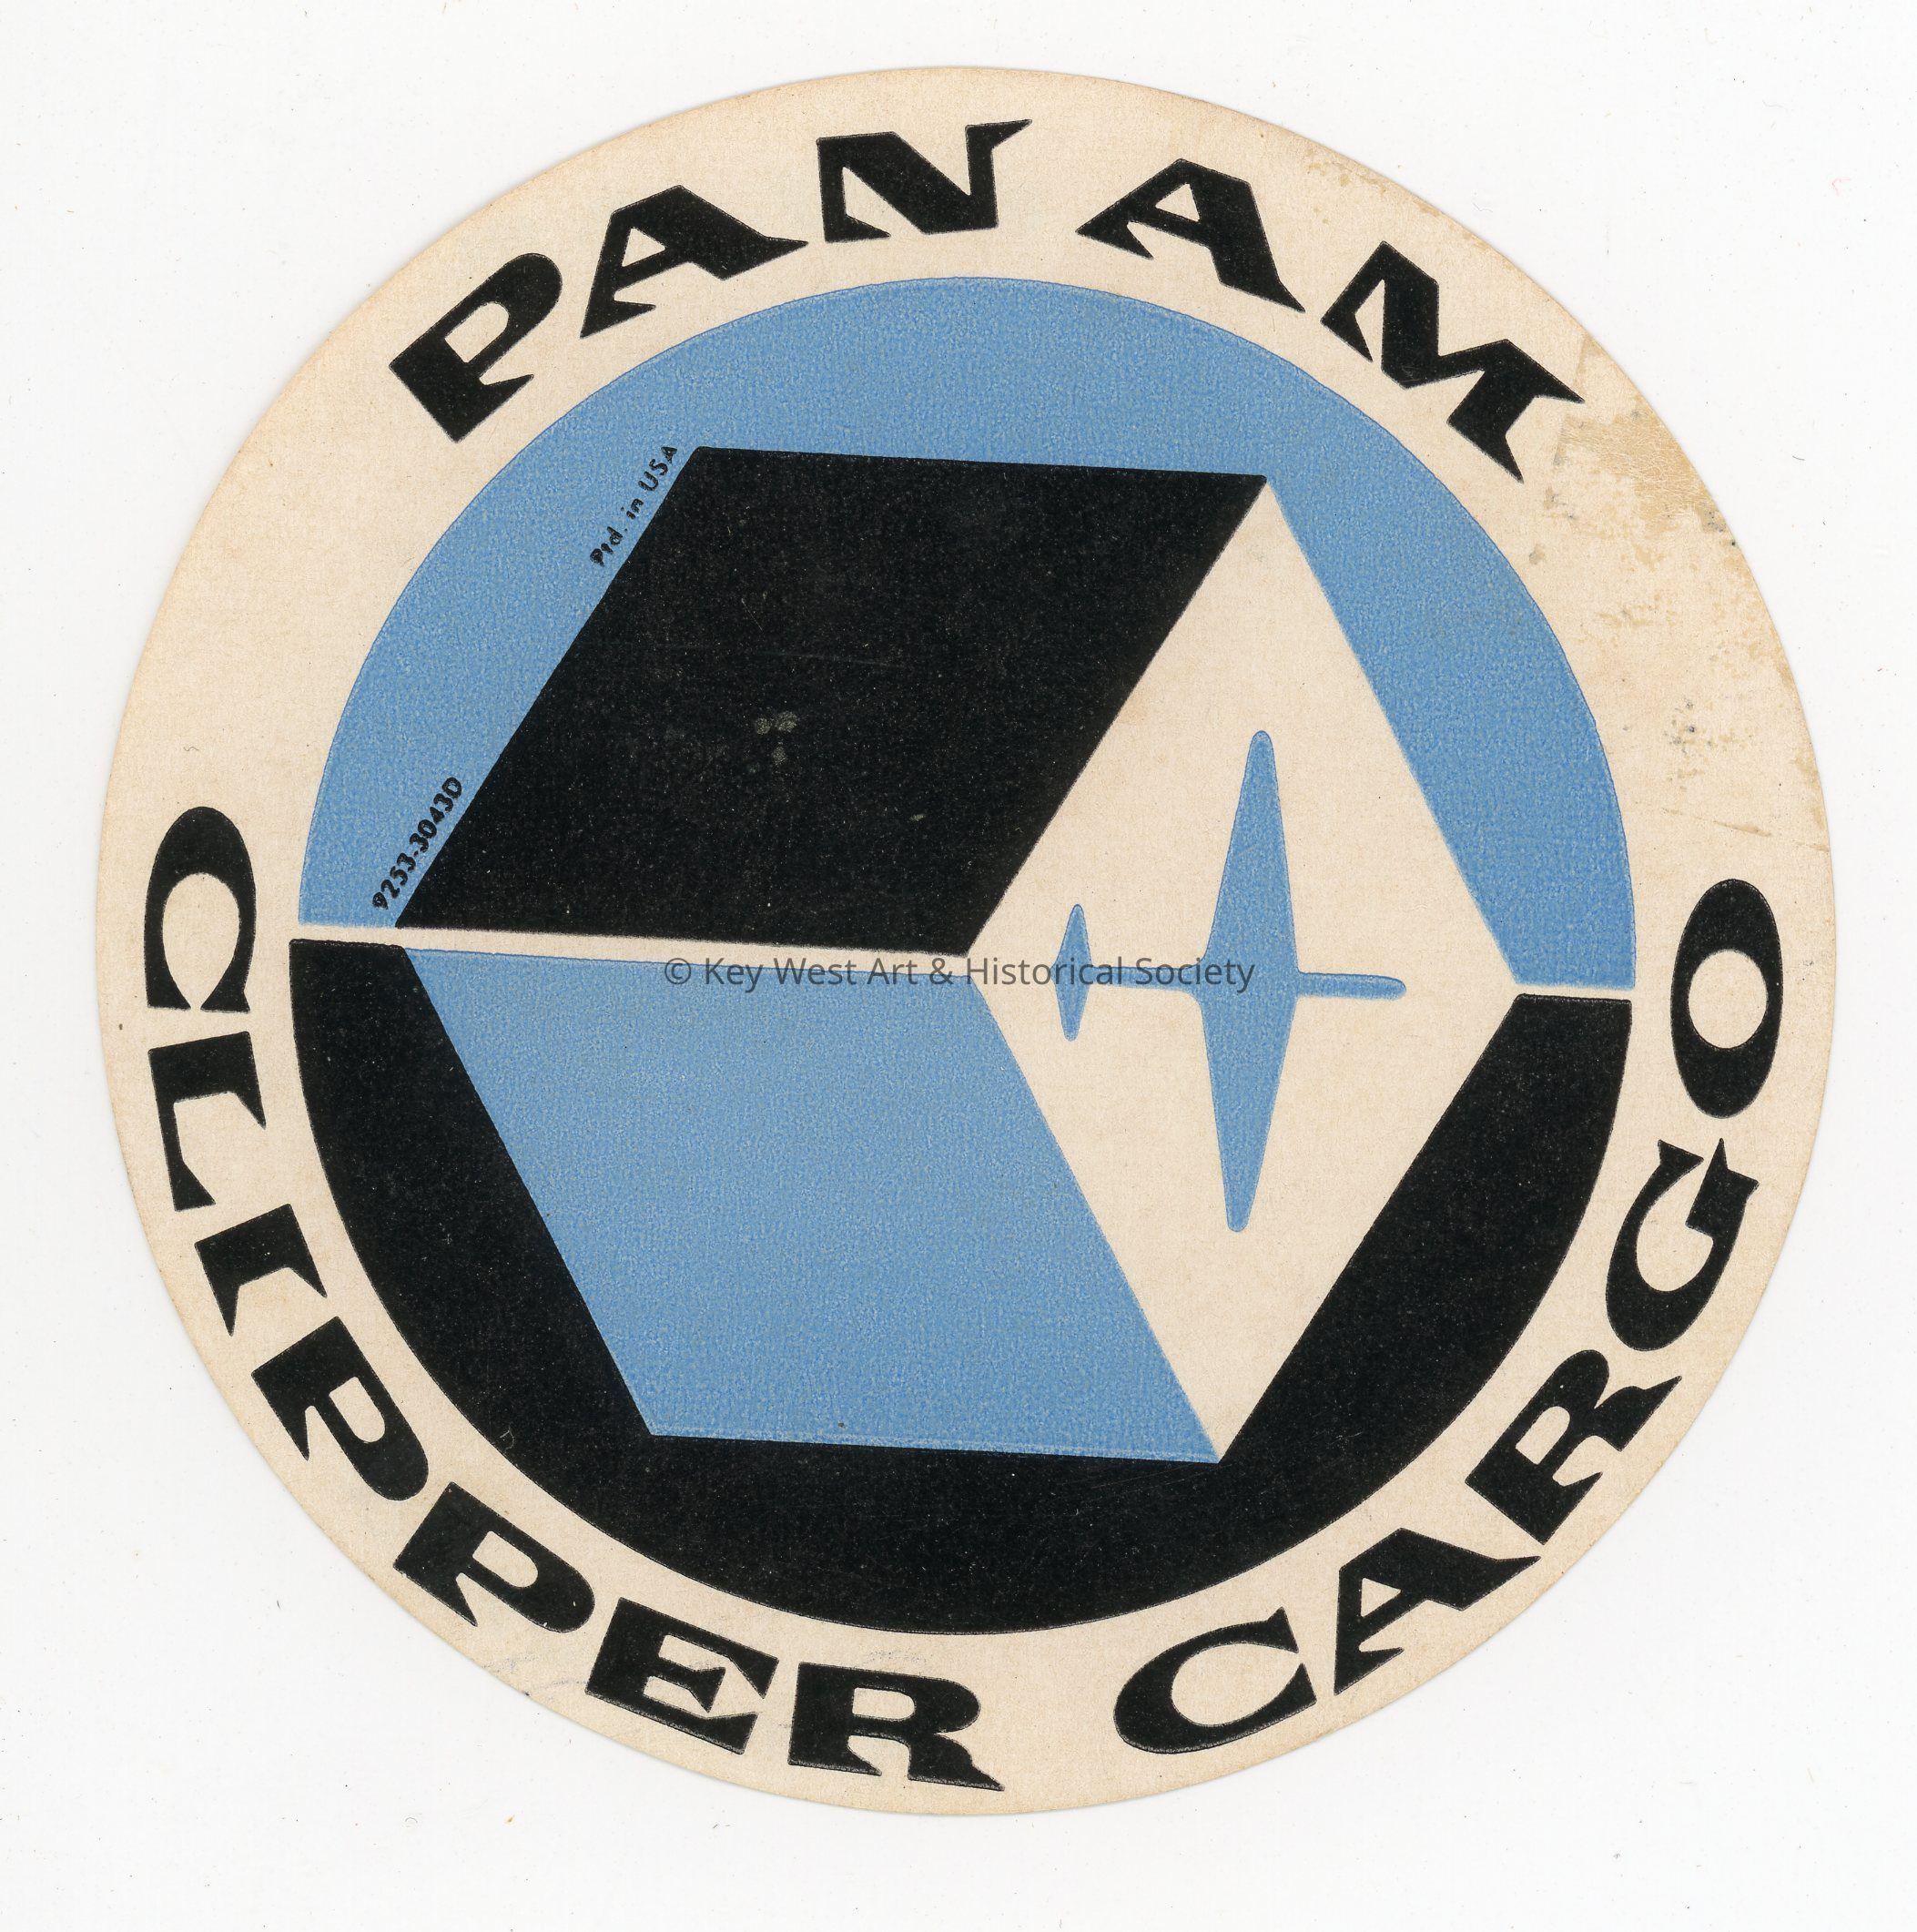 PAN AM
Ptd. in USA
9253-3043D
© Key West Art & Historical Society
CLIPPER CARGO